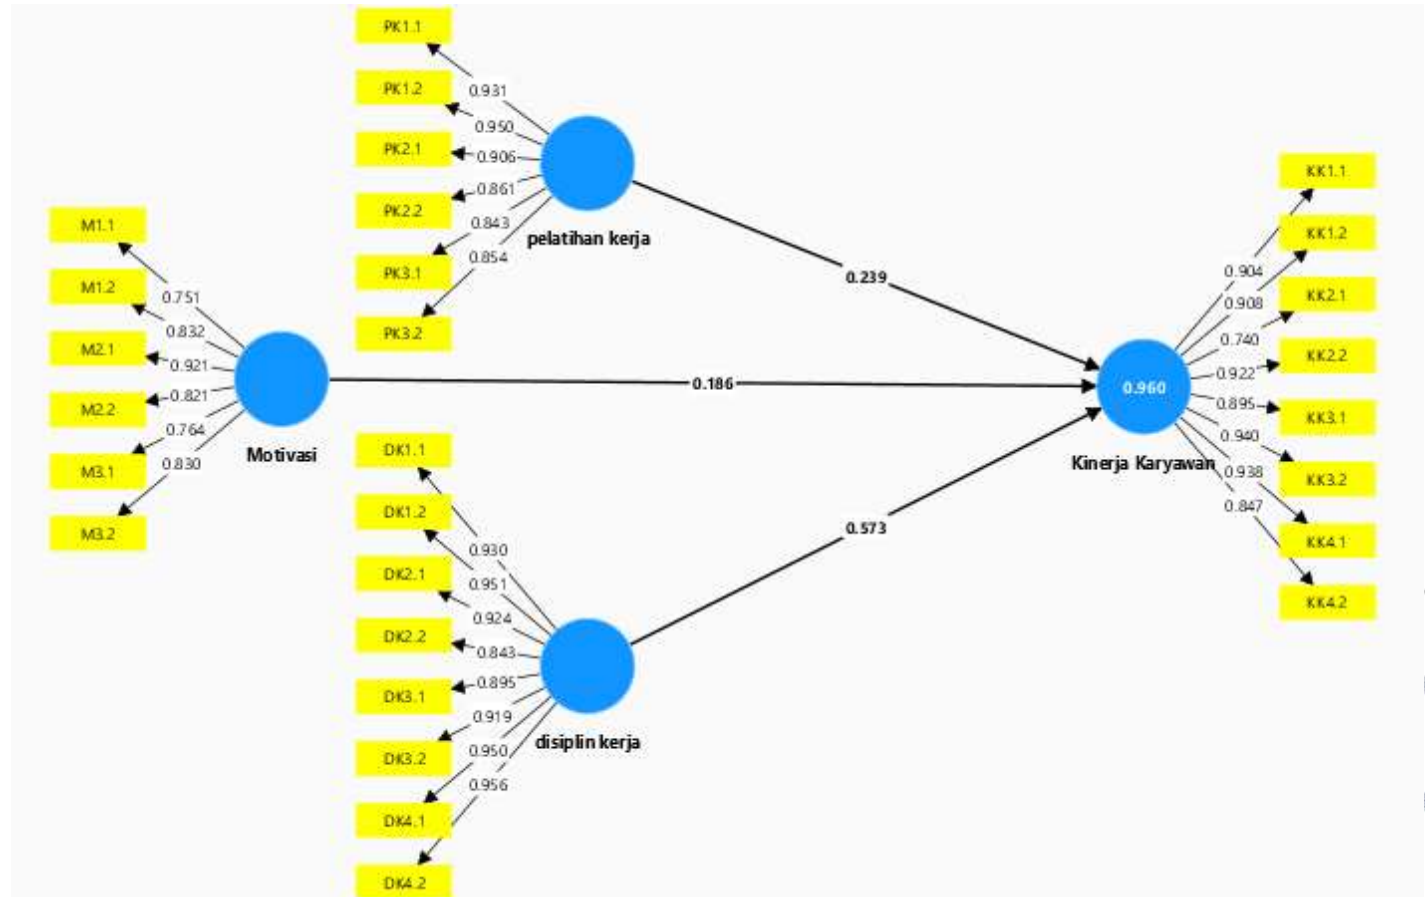 PK1.1
PK1.2
PK2.1
PK2.2
PK3.1
PK3.2
0.931
0.950
0.906
0.861
0.843
0.854
pelatihan kerja
M1.1
M1.2
M2.1
M2.2
M3.1
M3.2
0.751
0.832
0.921
0.821
0.764
0.830
Motivasi
DK1.1
DK1.2
DK2.1
DK2.2
DK3.1
DK3.2
DK4.1
DK4.2
0.930
0.951
0.924
0.843
0.895
0.919
0.950
0.956
disiplin kerja
0.239
0.186
0.573
0.960
Kinerja Karyawan
0.904
0.908
0.740
0.922
0.895
0.940
0.938
0.847
KK1.1
KK1.2
KK2.1
KK2.2
KK3.1
KK3.2
KK4.1
KK4.2